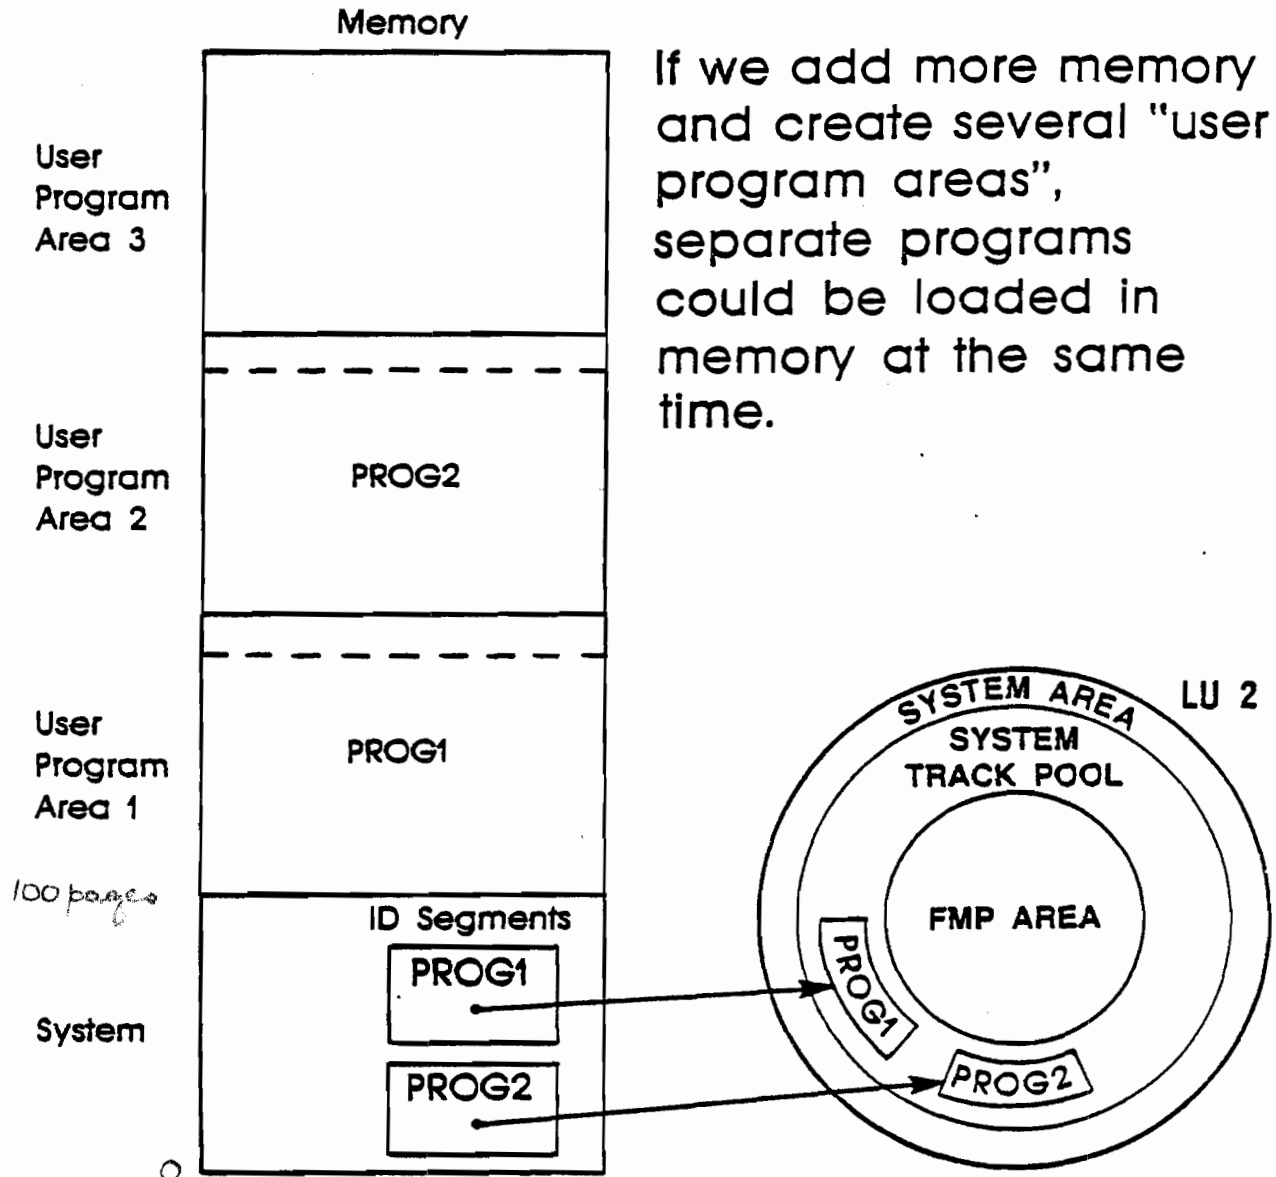 Memory
If we add more memory
and create several "user
program areas",
separate programs
could be loaded in
memory at the same
time.
User
Program
Area 3
User
Program
Area 2
PROG2
User
Program
Area 1
PROG1
100 pages
ID Segments
PROG1
System
PROG2
0
LU 2
SYSTEM AREA
SYSTEM
TRACK POOL
FMP AREA
PROG1
PROG2